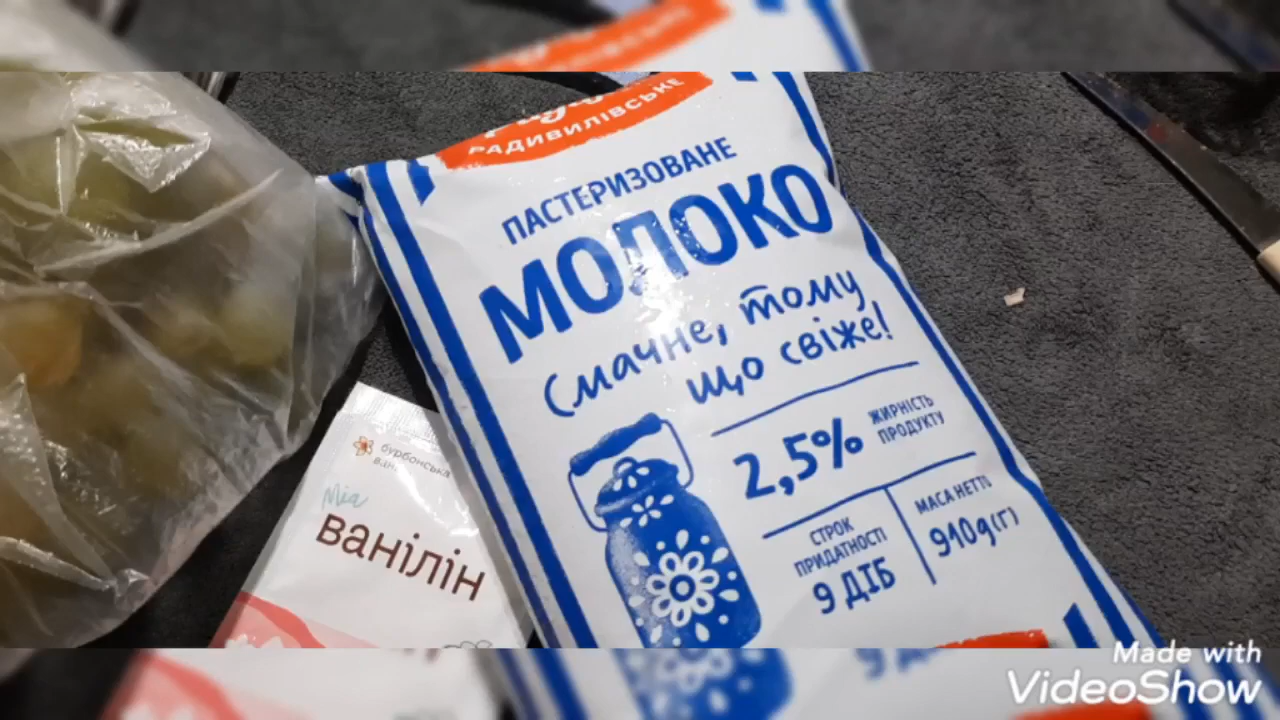 РАДИВИЛІВСЬКЕ
ПАСТЕРИЗОВАНЕ
МОЛОКО
Смачне, тому
що свіже!
2,5%
ЖИРНІСТЬ
ПРОДУКТУ
СТРОК
ПРИДАТНОСТІ
9 ДІБ
МАСА НЕТТО
910g(г)
бурбонська
Mia
ванілін
Made with
VideoShow